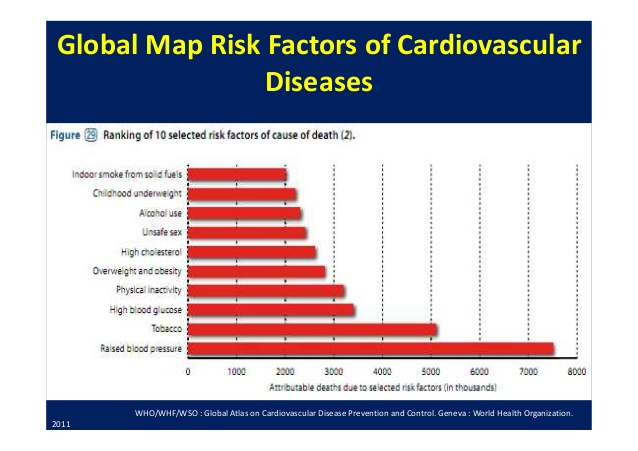 Global Map Risk Factors of Cardiovascular
Diseases
Figure 29 Ranking of 10 selected risk factors of cause of death (2).
Indoor smoke from solid fuels
Childhood underweight
Alcohol use
Unsafe sex
High cholesterol
Overweight and obesity
Physical inactivity
High blood glucose
Tobacco
Raised blood pressure
0 1000 2000 3000 4000 5000 6000 7000 8000
Attributable deaths due to selected risk factors (in thousands)
WHO/WHF/WSO : Global Atlas on Cardiovascular Disease Prevention and Control. Geneva : World Health Organization.
2011